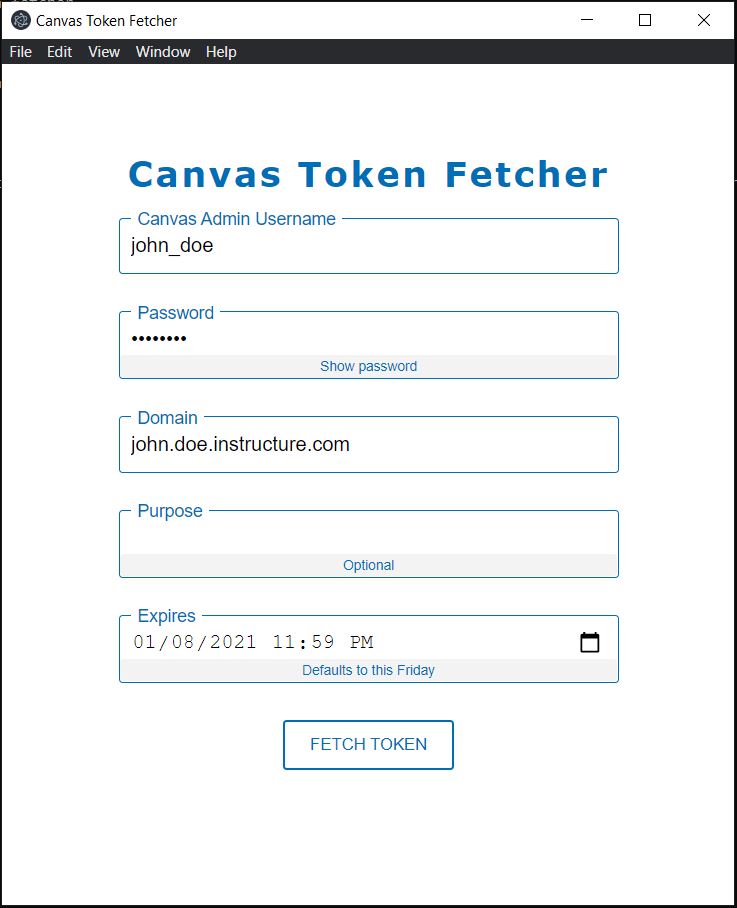 Canvas Token Fetcher
File Edit View Window Help
Canvas Token Fetcher
Canvas Admin Username
john_doe
Password
••••••••
Show password
Domain
john.doe.instructure.com
Purpose
Optional
Expires
01/08/2021 11:59 PM
Defaults to this Friday
FETCH TOKEN